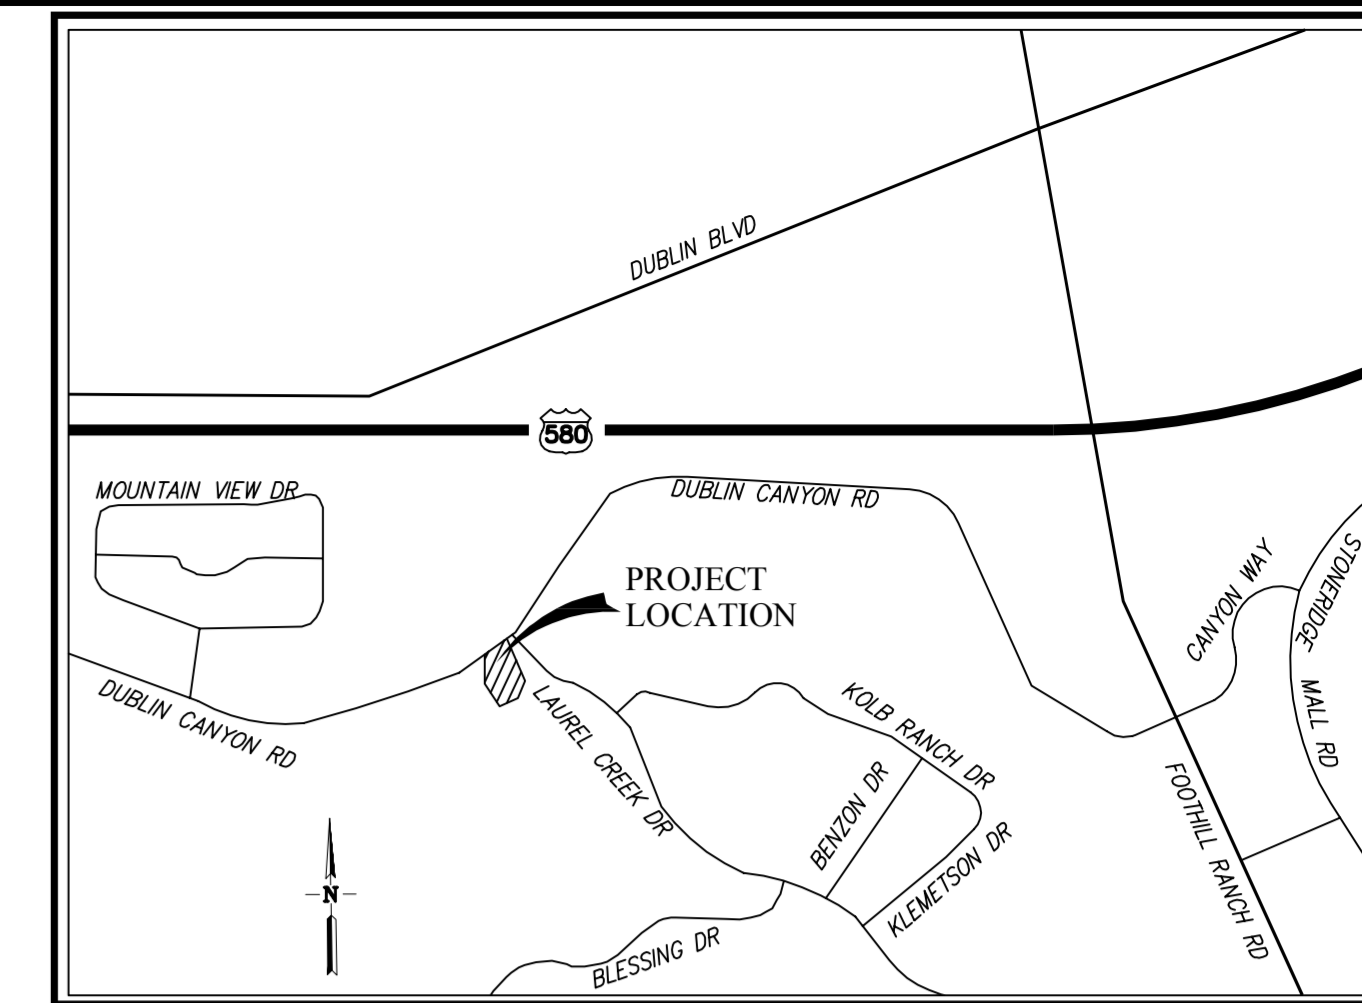 DUBLIN BLVD
580
MOUNTAIN VIEW DR
DUBLIN CANYON RD
STONERIDGE
MALL RD
CANYON WAY
PROJECT
LOCATION
DUBLIN CANYON RD
LAUREL CREEK DR
KOLB RANCH DR
BENZON DR
KLEMETSON DR
FOOTHILL RANCH RD
N
BLESSING DR